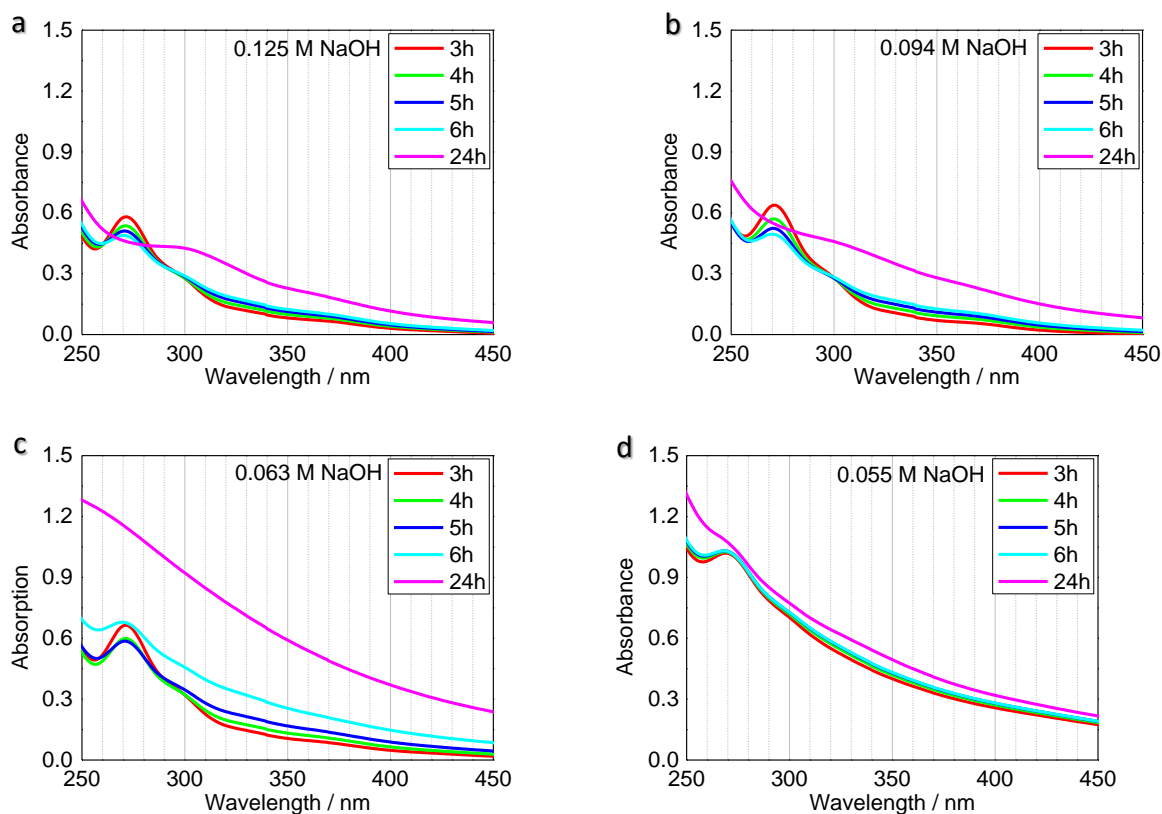 a
0.125 M NaOH
3h
4h
5h
6h
24h
1.5
1.2
0.9
0.6
0.3
0.0
Absorbance
250 300 350 400 450
Wavelength / nm
b
0.094 M NaOH
3h
4h
5h
6h
24h
1.5
1.2
0.9
0.6
0.3
0.0
Absorbance
250 300 350 400 450
Wavelength / nm
c
0.063 M NaOH
3h
4h
5h
6h
24h
1.5
1.2
0.9
0.6
0.3
0.0
Absorption
250 300 350 400 450
Wavelength / nm
d
0.055 M NaOH
3h
4h
5h
6h
24h
1.5
1.2
0.9
0.6
0.3
0.0
Absorbance
250 300 350 400 450
Wavelength / nm